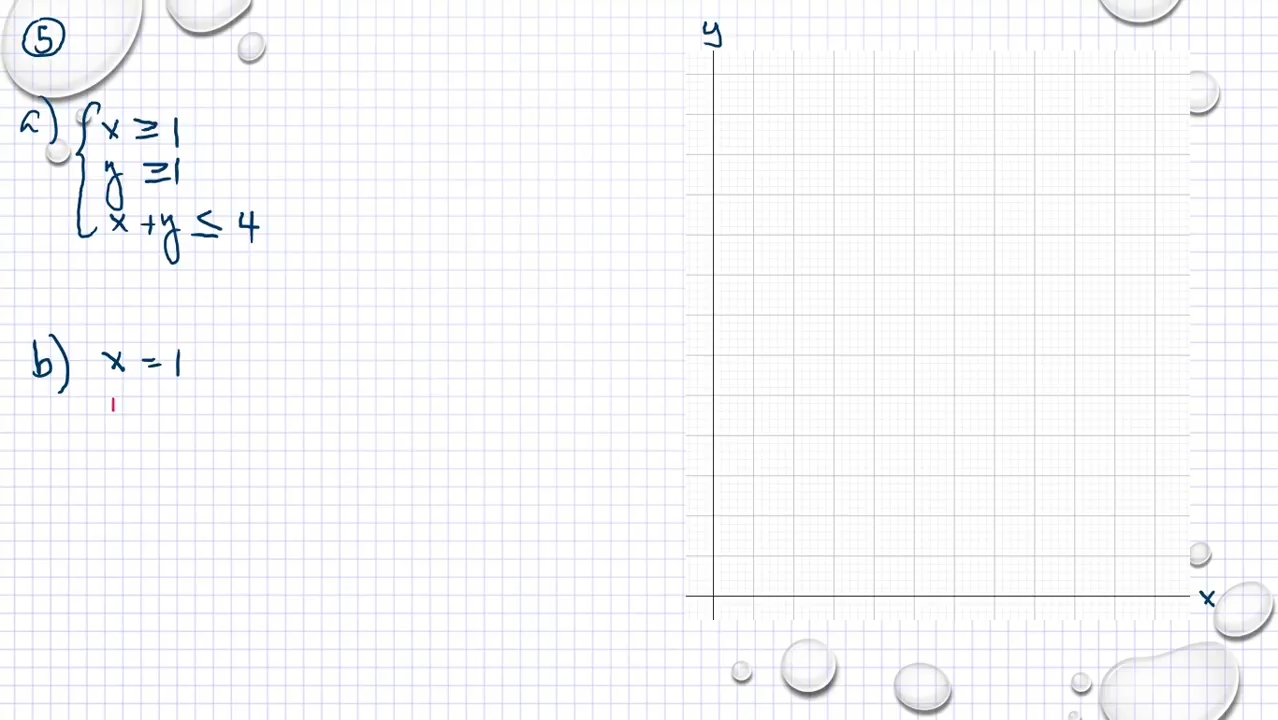 ⑤
a) { x ≥ 1
y ≥ 1
x + y ≤ 4
b) x = 1
y
x